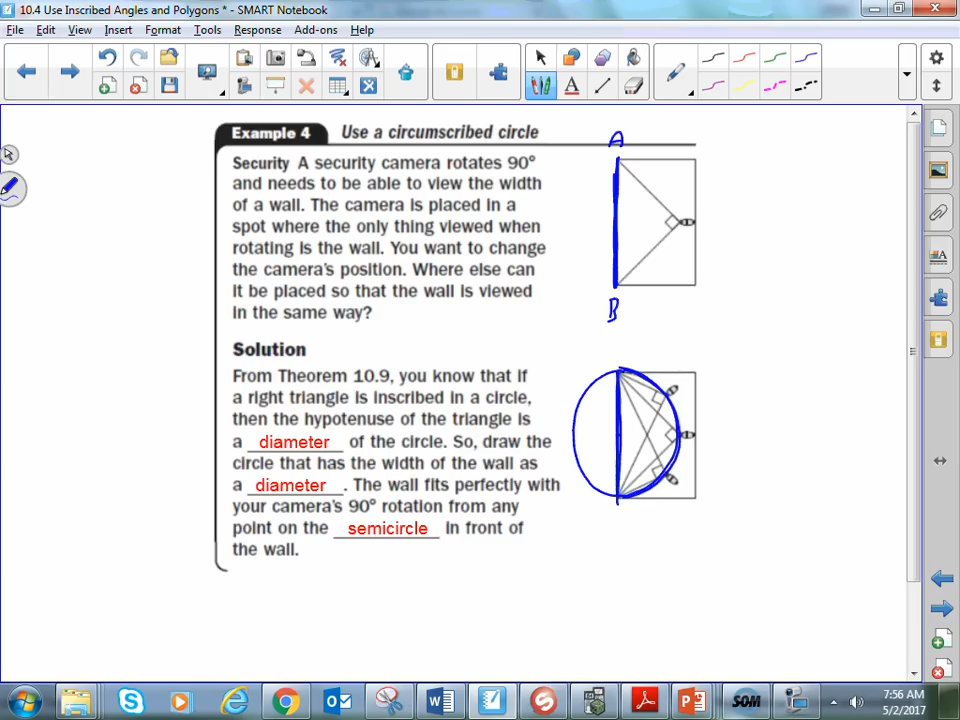 10.4 Use Inscribed Angles and Polygons * - SMART Notebook
File Edit View Insert Format Tools Response Add-ons Help
Example 4 Use a circumscribed circle
A
Security A security camera rotates 90°
and needs to be able to view the width
of a wall. The camera is placed in a
spot where the only thing viewed when
rotating is the wall. You want to change
the camera's position. Where else can
it be placed so that the wall is viewed
in the same way?
B
Solution
From Theorem 10.9, you know that if
a right triangle is inscribed in a circle,
then the hypotenuse of the triangle is
a diameter of the circle. So, draw the
circle that has the width of the wall as
a diameter. The wall fits perfectly with
your camera's 90° rotation from any
point on the semicircle in front of
the wall.
SOM
7:56 AM
5/2/2017